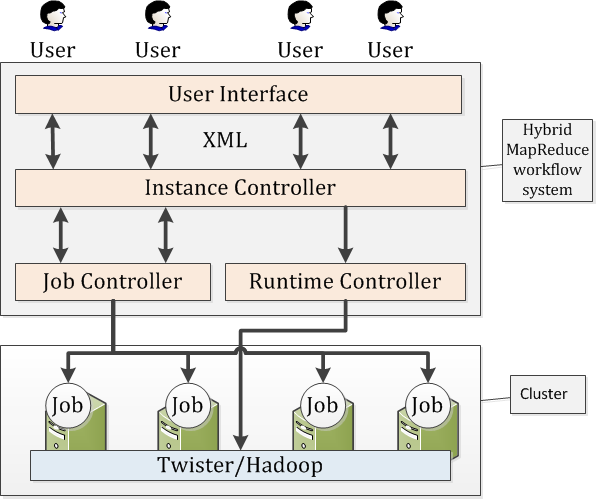 User
User
User
User
User Interface
XML
Hybrid
MapReduce
workflow
system
Instance Controller
Job Controller
Runtime Controller
Job
Job
Job
Job
Cluster
Twister/Hadoop